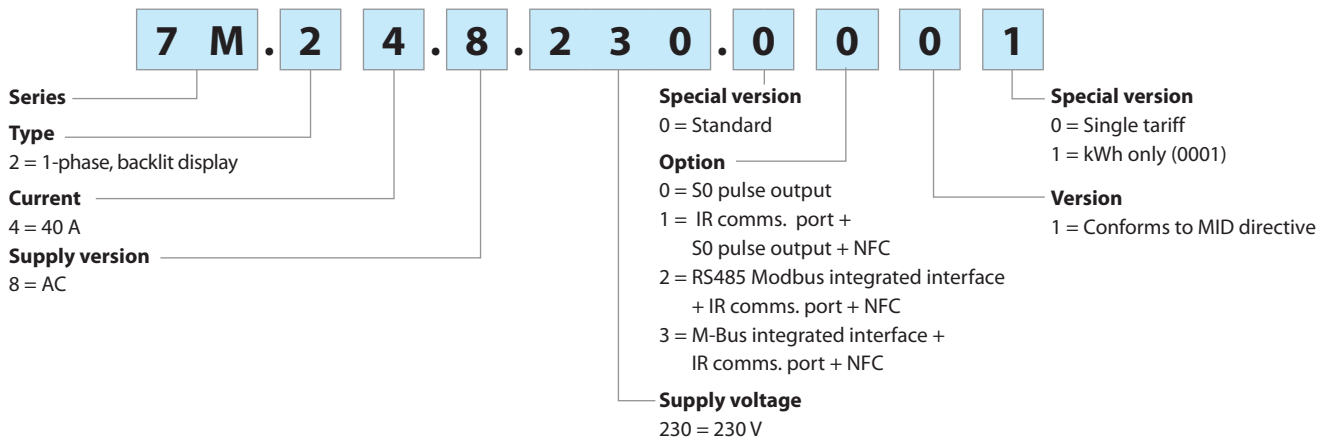 7 M . 2 4 . 8 . 2 3 0 . 0 0 0 1
Series
Type
2 = 1-phase, backlit display
Current
4 = 40 A
Supply version
8 = AC
Special version
0 = Standard
Option
0 = S0 pulse output
1 = IR comms. port +
S0 pulse output + NFC
2 = RS485 Modbus integrated interface
+ IR comms. port + NFC
3 = M-Bus integrated interface +
IR comms. port + NFC
Supply voltage
230 = 230 V
Special version
0 = Single tariff
1 = kWh only (0001)
Version
1 = Conforms to MID directive